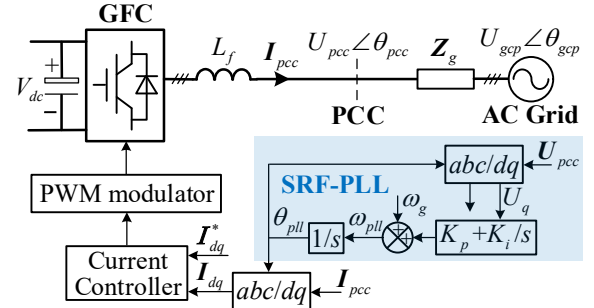 GFC
V_dc
+
−
L_f
I_pcc
U_pcc∠θ_pcc
PCC
Z_g
U_gcp∠θ_gcp
AC Grid
PWM modulator
Current
Controller
I*_dq
I_dq
abc/dq
I_pcc
SRF-PLL
abc/dq
U_pcc
U_q
θ_pll
1/s
ω_pll
ω_g
+
+
K_p+K_i/s